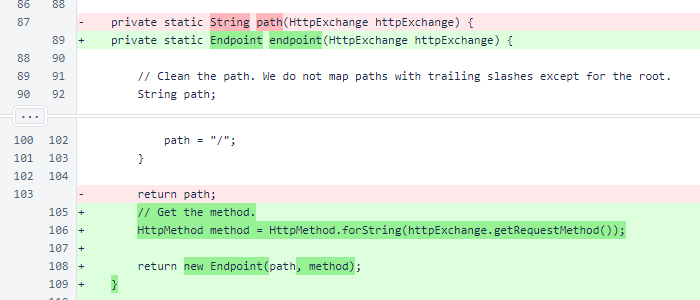 86 88
87 - private static String path(HttpExchange httpExchange) {
89 + private static Endpoint endpoint(HttpExchange httpExchange) {
88 90
89 91 // Clean the path. We do not map paths with trailing slashes except for the root.
90 92 String path;
...
100 102 path = "/";
101 103 }
102 104
103 - return path;
105 + // Get the method.
106 + HttpMethod method = HttpMethod.forString(httpExchange.getRequestMethod());
107 +
108 + return new Endpoint(path, method);
109 + }